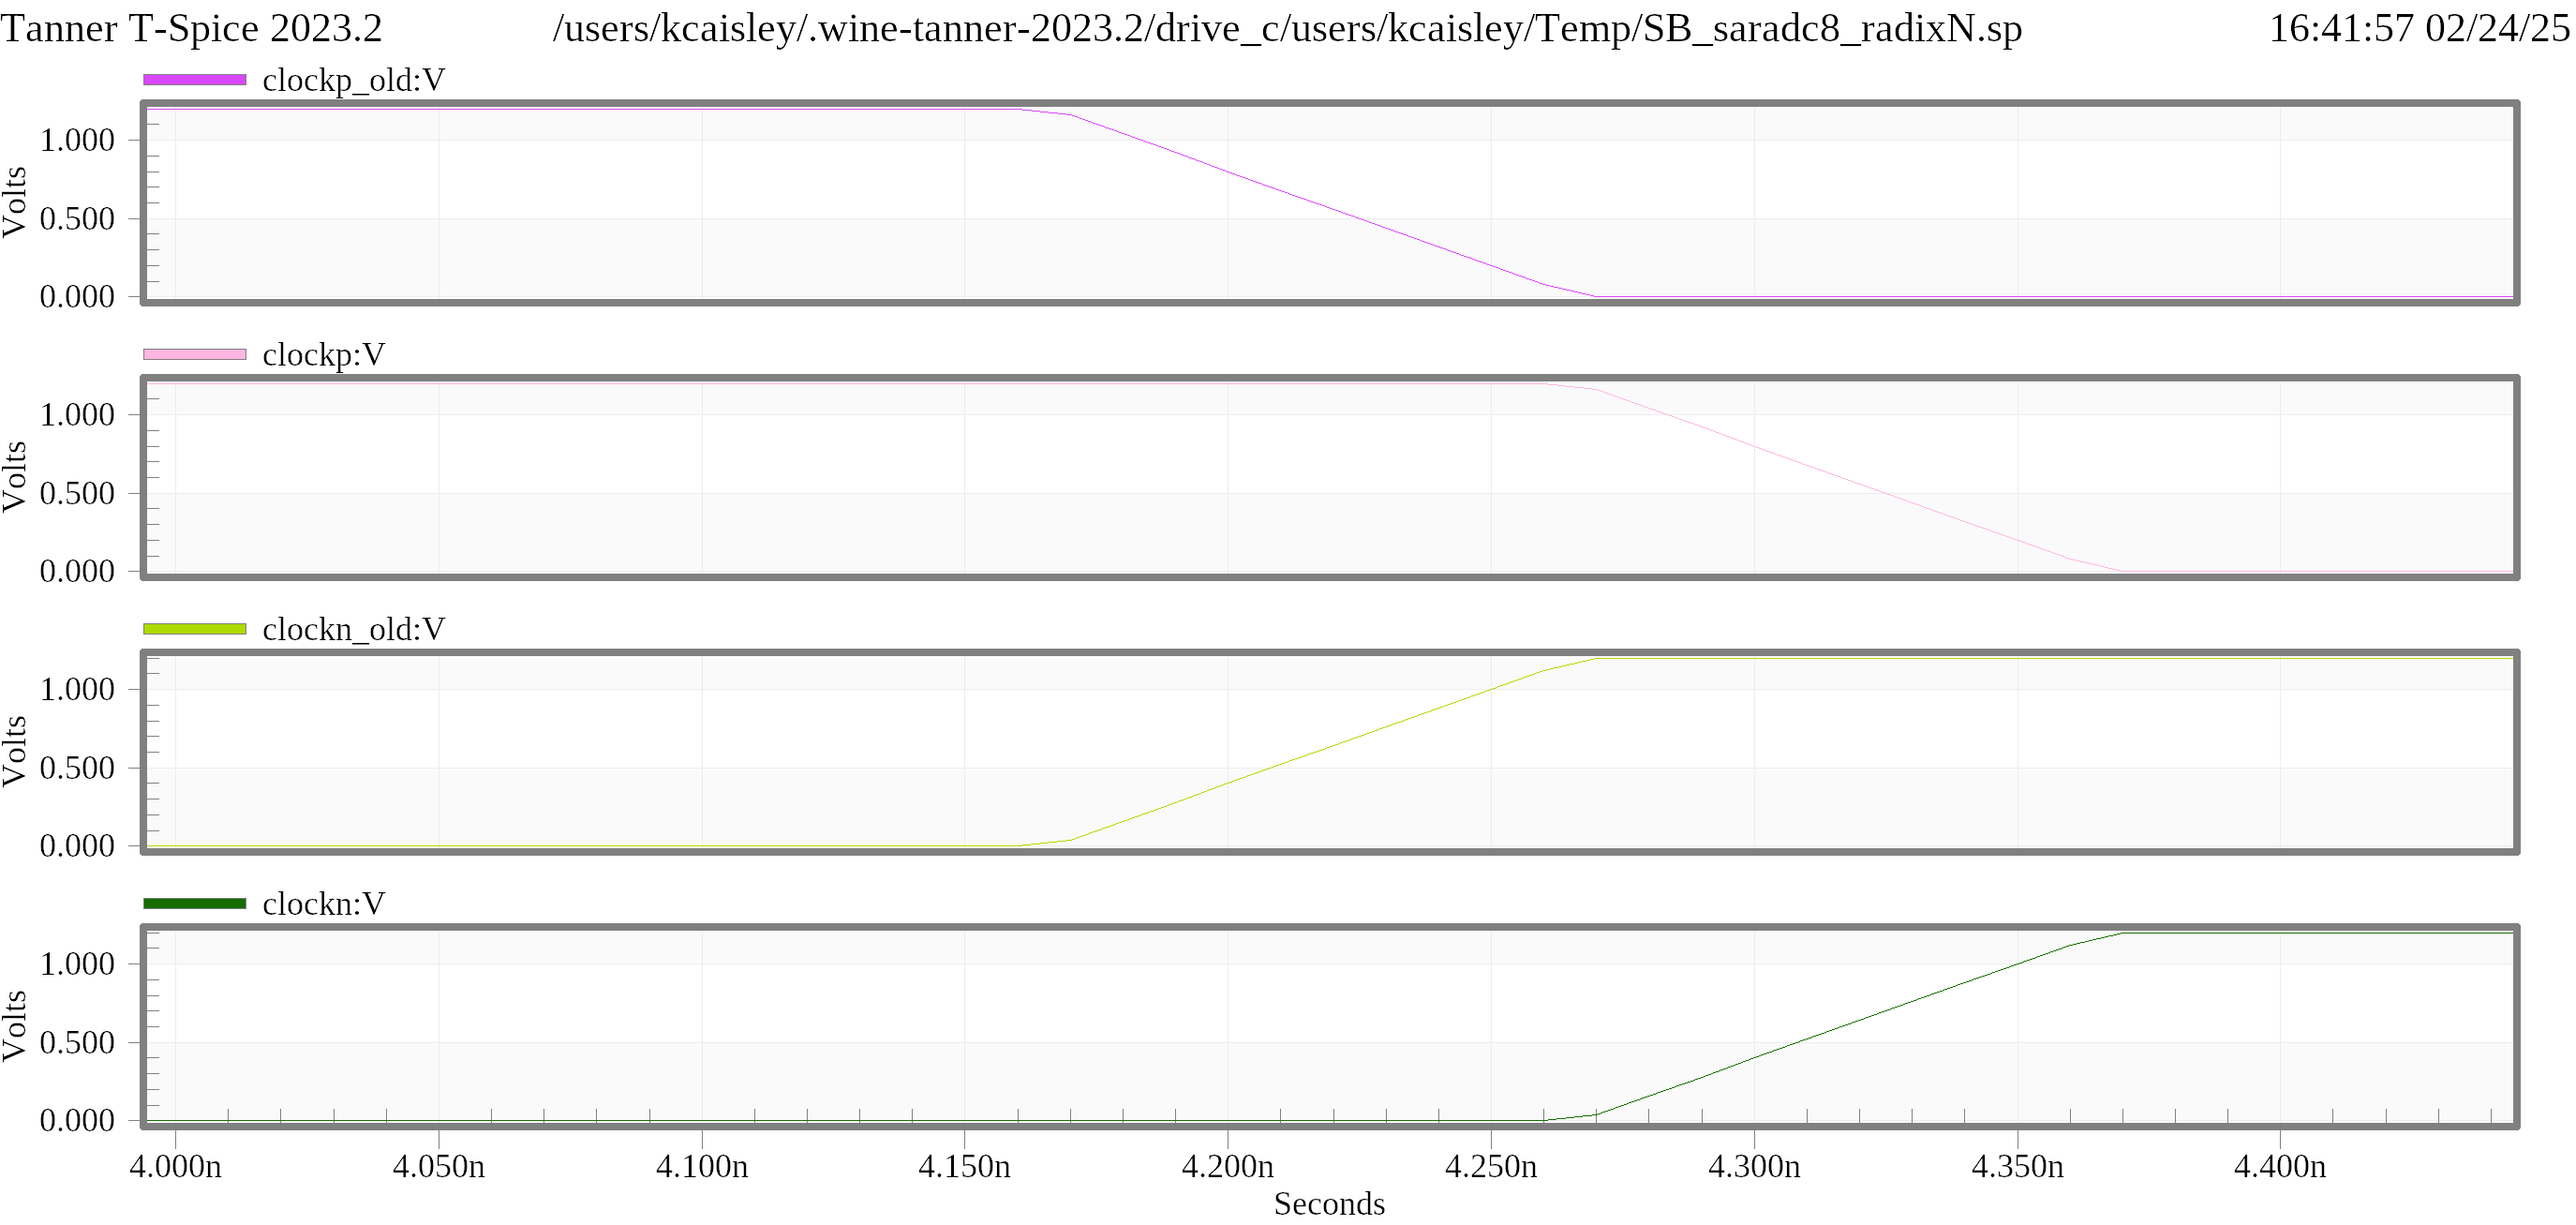 Tanner T-Spice 2023.2 /users/kcaisley/.wine-tanner-2023.2/drive_c/users/kcaisley/Temp/SB_saradc8_radixN.sp 16:41:57 02/24/25
clockp_old:V
1.000
0.500
0.000
Volts
clockp:V
1.000
0.500
0.000
Volts
clockn_old:V
1.000
0.500
0.000
Volts
clockn:V
1.000
0.500
0.000
Volts
4.000n 4.050n 4.100n 4.150n 4.200n 4.250n 4.300n 4.350n 4.400n
Seconds